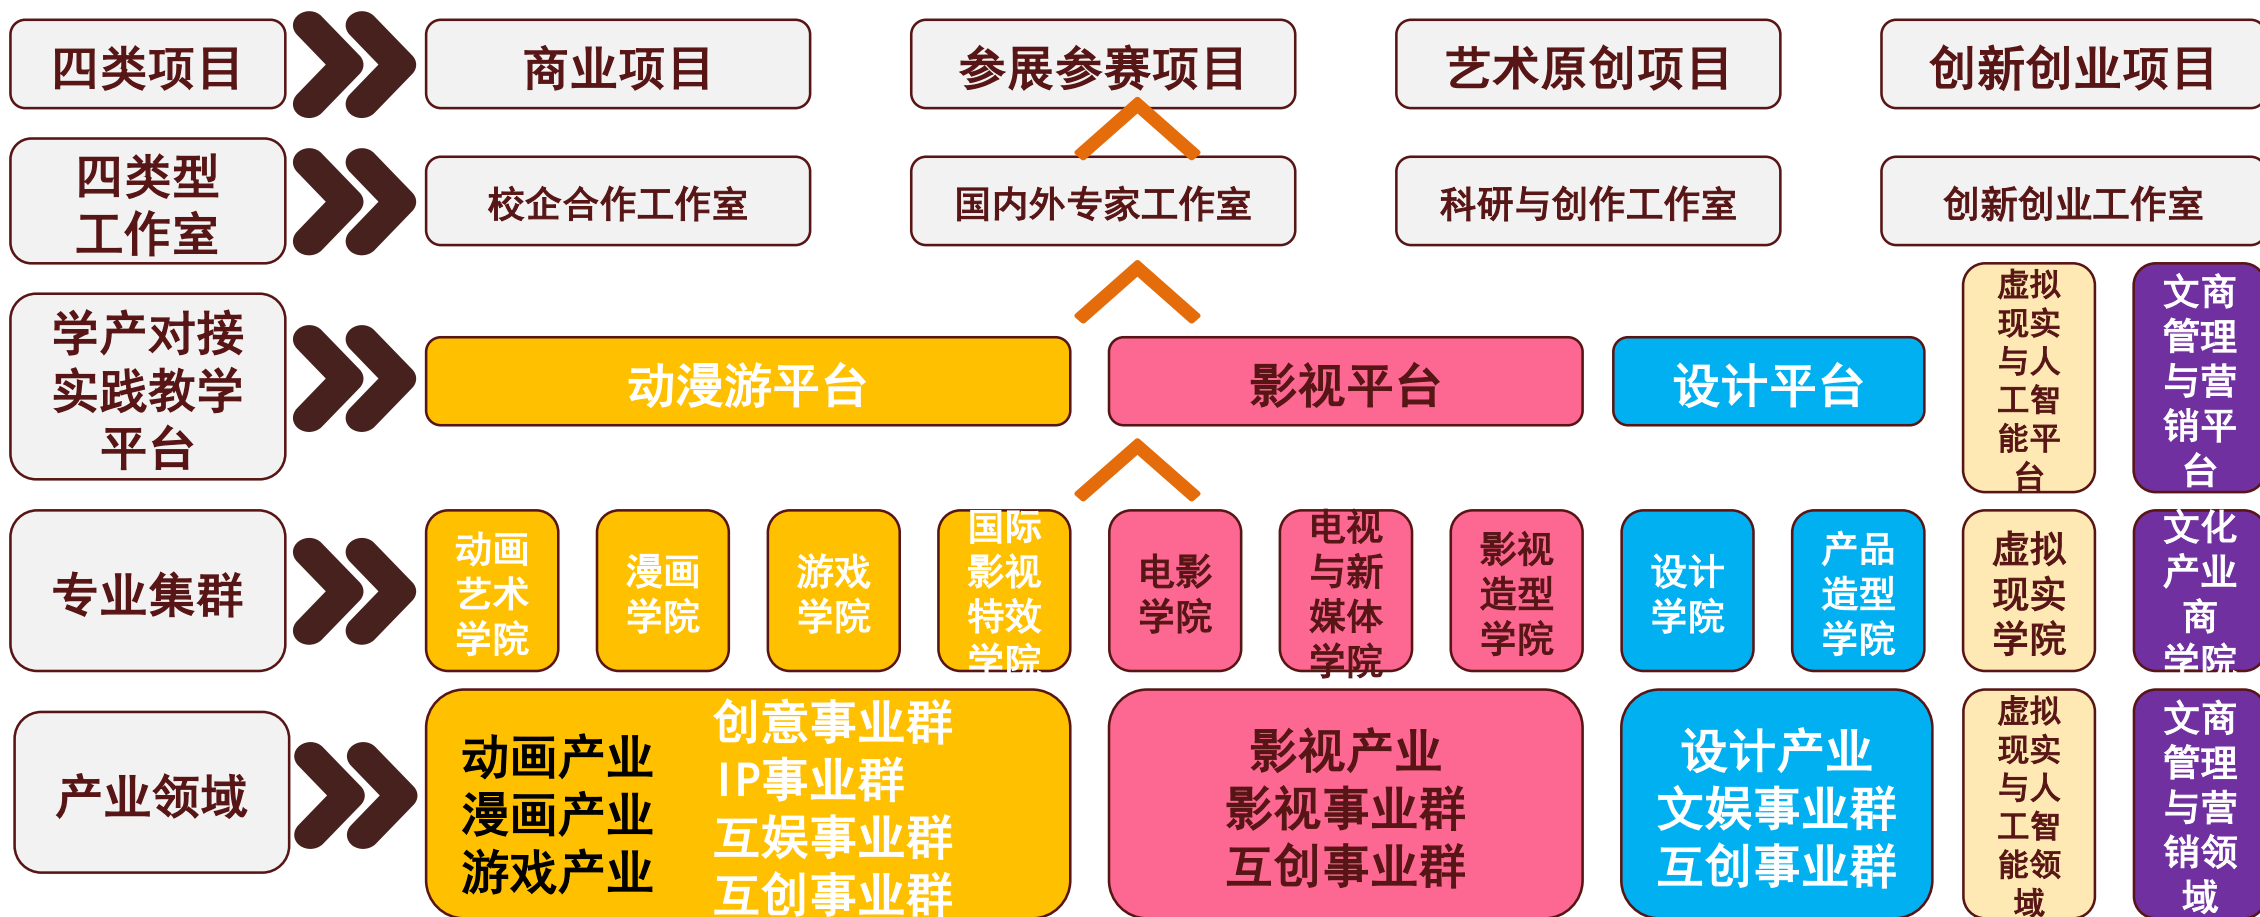 四类项目
商业项目
参展参赛项目
艺术原创项目
创新创业项目
四类型
工作室
校企合作工作室
国内外专家工作室
科研与创作工作室
创新创业工作室
学产对接
实践教学
平台
动漫游平台
影视平台
设计平台
虚拟
现实
与人
工智
能平
台
文商
管理
与营
销平
台
专业集群
动画
艺术
学院
漫画
学院
游戏
学院
国际
影视
特效
学院
电影
学院
电视
与新
媒体
学院
影视
造型
学院
设计
学院
产品
造型
学院
虚拟
现实
学院
文化
产业
商
学院
产业领域
动画产业
漫画产业
游戏产业
创意事业群
IP事业群
互娱事业群
互创事业群
影视产业
影视事业群
互创事业群
设计产业
文娱事业群
互创事业群
虚拟
现实
与人
工智
能领
域
文商
管理
与营
销领
域